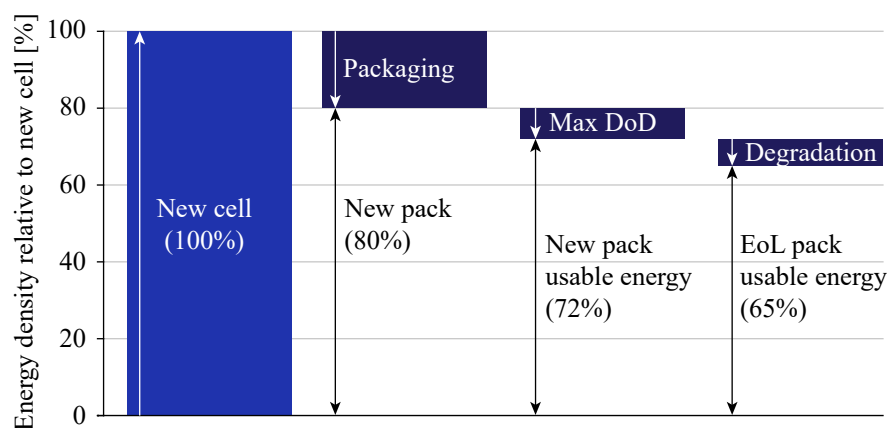 Energy density relative to new cell [%]
100
80
60
40
20
0
New cell
(100%)
Packaging
New pack
(80%)
Max DoD
New pack
usable energy
(72%)
Degradation
EoL pack
usable energy
(65%)